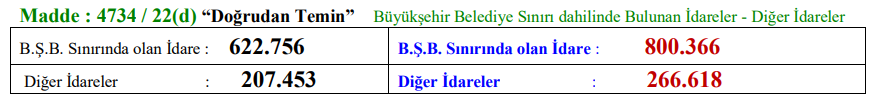 Madde : 4734 / 22(d) “Doğrudan Temin” Büyükşehir Belediye Sınırı dahilinde Bulunan İdareler - Diğer İdareler
B.Ş.B. Sınırında olan İdare : 622.756 B.Ş.B. Sınırında olan İdare : 800.366
Diğer İdareler : 207.453 Diğer İdareler : 266.618